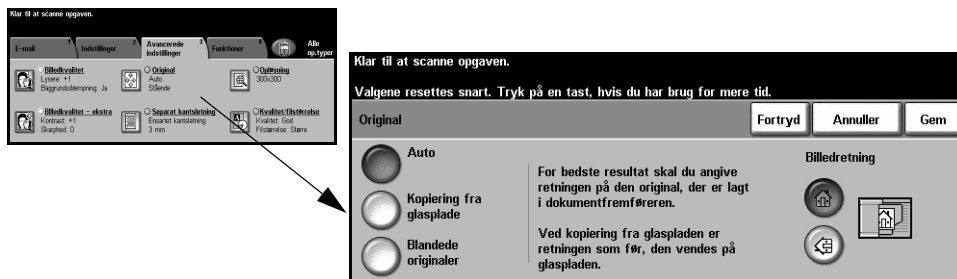 Klar til at scanne opgaven.
E-mail
1
Indstillinger
2
Avancerede indstillinger
3
Funktioner
4
Alle op.typer
Billedkvalitet
Lysere: +1
Baggrundsdæmpning: Ja
Original
Auto
Stående
Opløsning
300x300
Billedkvalitet - ekstra
Kontrast: +1
Skarphed: 0
Separat kantsletning
Ensartet kantsletning
3 mm
Kvalitet/filstørrelse
Kvalitet: God
Filstørrelse: Større
Klar til at scanne opgaven.
Valgene resettes snart. Tryk på en tast, hvis du har brug for mere tid.
Original
Fortryd
Annuller
Gem
Auto
Kopiering fra
glasplade
Blandede
originaler
For bedste resultat skal du angive
retningen på den original, der er lagt
i dokumentfremføreren.
Ved kopiering fra glaspladen er
retningen som før, den vendes på
glaspladen.
Billedretning